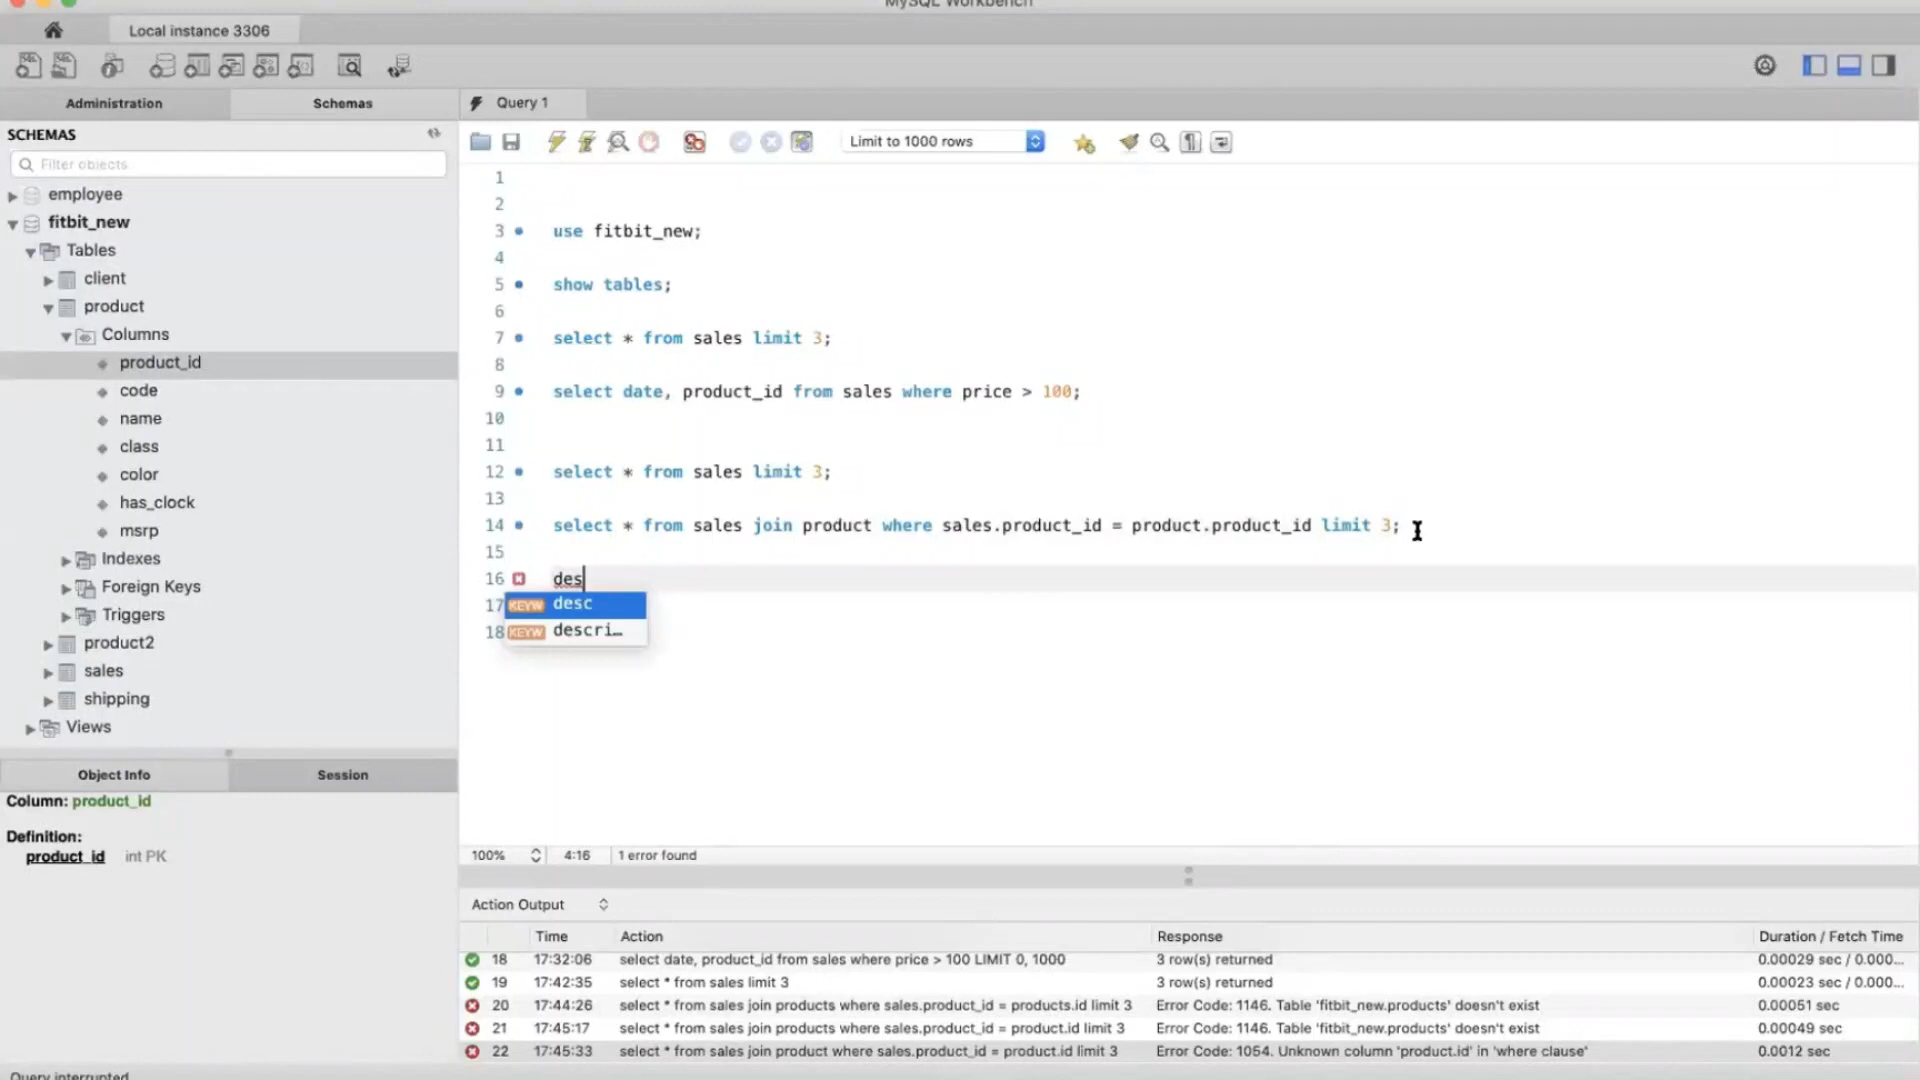 MySQL Workbench
Local instance 3306
Administration
Schemas
Query 1
SCHEMAS
Filter objects
Limit to 1000 rows
employee
fitbit_new
Tables
client
product
Columns
product_id
code
name
class
color
has_clock
msrp
Indexes
Foreign Keys
Triggers
product2
sales
shipping
Views
Object Info
Session
Column: product_id
Definition:
product_id int PK
1
2
3 use fitbit_new;
4
5 show tables;
6
7 select * from sales limit 3;
8
9 select date, product_id from sales where price > 100;
10
11
12 select * from sales limit 3;
13
14 select * from sales join product where sales.product_id = product.product_id limit 3;
15
16 des
17 KEYW desc
18 KEYW descri...
100% 4:16 1 error found
Action Output
Time Action Response Duration / Fetch Time
18 17:32:06 select date, product_id from sales where price > 100 LIMIT 0, 1000 3 row(s) returned 0.00029 sec / 0.000...
19 17:42:35 select * from sales limit 3 3 row(s) returned 0.00023 sec / 0.000...
20 17:44:26 select * from sales join products where sales.product_id = products.id limit 3 Error Code: 1146. Table 'fitbit_new.products' doesn't exist 0.00051 sec
21 17:45:17 select * from sales join products where sales.product_id = product.id limit 3 Error Code: 1146. Table 'fitbit_new.products' doesn't exist 0.00049 sec
22 17:45:33 select * from sales join product where sales.product_id = product.id limit 3 Error Code: 1054. Unknown column 'product.id' in 'where clause' 0.0012 sec
Query interrupted